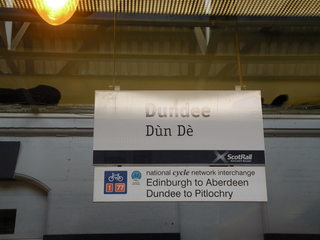 Dundee
Dùn Dè
ScotRail
national cycle network interchange
1 77
Edinburgh to Aberdeen
Dundee to Pitlochry